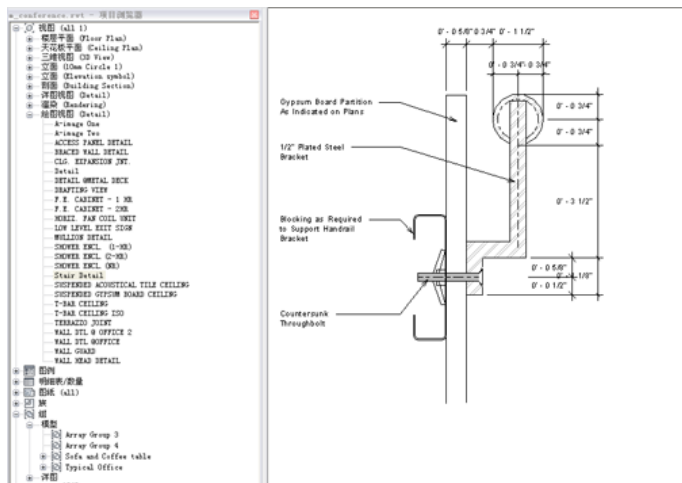 m_conference.rvt - 项目浏览器
视图 (all 1)
楼层平面 (Floor Plan)
天花板平面 (Ceiling Plan)
三维视图 (3D View)
立面 (10mm Circle 1)
立面 (Elevation symbol)
剖面 (Building Section)
详图视图 (Detail)
渲染 (Rendering)
绘图视图 (Detail)
A-image One
A-image Two
ACCESS PANEL DETAIL
BRACED WALL DETAIL
CLG. EXPANSION JNT.
Detail
DETAIL @METAL DECK
DRAFTING VIEW
F.E. CABINET - 1 HR
F.E. CABINET - 2HR
HORIZ. FAN COIL UNIT
LOW LEVEL EXIT SIGN
MULLION DETAIL
SHOWER ENCL. (1-HR)
SHOWER ENCL. (2-HR)
SHOWER ENCL. (NR)
Stair Detail
SUSPENDED ACOUSTICAL TILE CEILING
SUSPENDED GYPSUM BOARD CEILING
T-BAR CEILING
T-BAR CEILING ISO
TERRAZZO JOINT
WALL DTL @ OFFICE 2
WALL DTL @OFFICE
WALL GUARD
WALL HEAD DETAIL
图例
明细表/数量
图纸 (all)
族
组
模型
Array Group 3
Array Group 4
Sofa and Coffee table
Typical Office
详图
0' - 0 5/8" 0 3/4" 0' - 1 1/2"
0' - 0 3/4" - 0 3/4"
Gypsum Board Partition
As Indicated on Plans
0' - 0 3/4"
0' - 0 3/4"
1/2" Plated Steel
Bracket
0' - 3 1/2"
Blocking as Required
to Support Handrail
Bracket
0' - 0 5/8"
1/8"
0' - 0 1/2"
Countersunk
Throughbolt